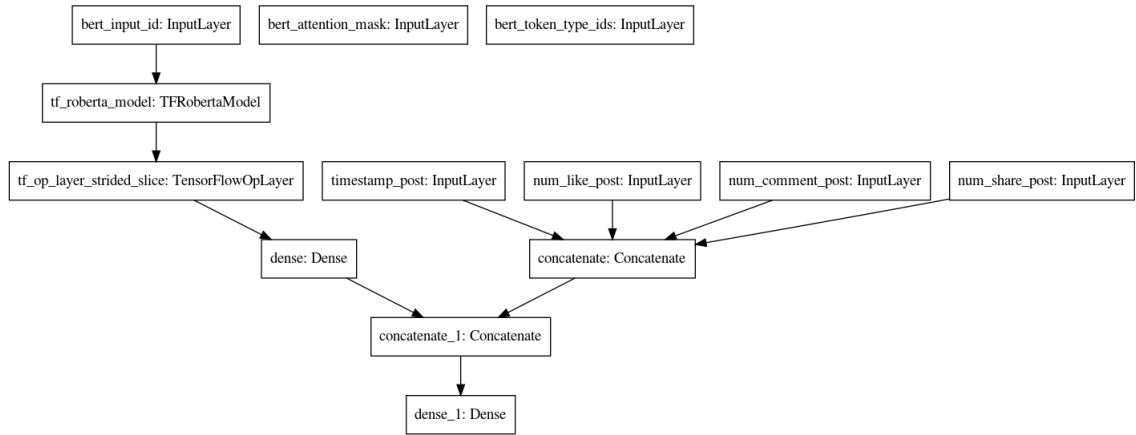 bert_input_id: InputLayer
bert_attention_mask: InputLayer
bert_token_type_ids: InputLayer
tf_roberta_model: TFRobertaModel
tf_op_layer_strided_slice: TensorFlowOpLayer
timestamp_post: InputLayer
num_like_post: InputLayer
num_comment_post: InputLayer
num_share_post: InputLayer
dense: Dense
concatenate: Concatenate
concatenate_1: Concatenate
dense_1: Dense